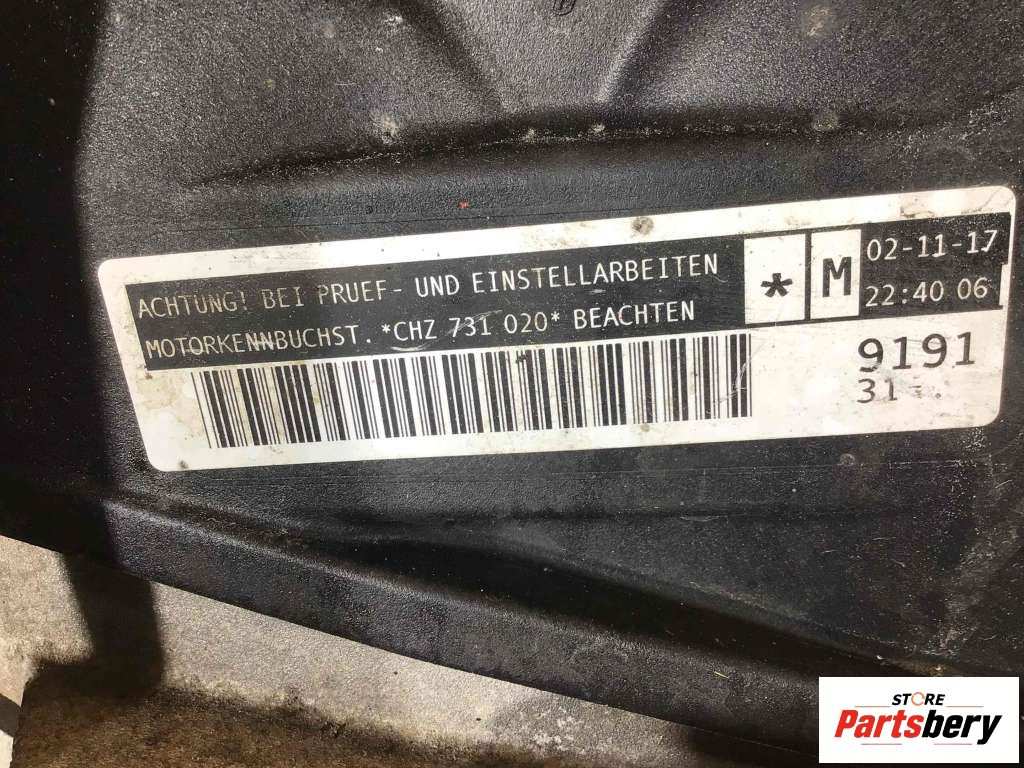 ACHTUNG! BEI PRUEF- UND EINSTELLARBEITEN
MOTORKENNBUCHST. *CHZ 731 020* BEACHTEN
* M
02-11-17
22:40 06
9191
31
STORE
Partsbery